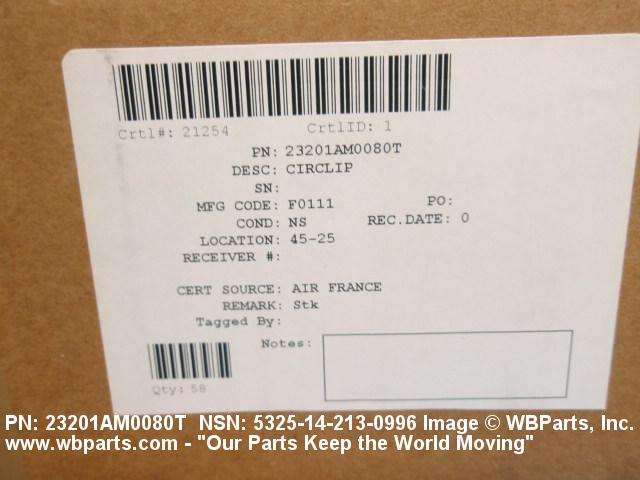 Crtl#: 21254 CrtlID: 1
PN: 23201AM0080T
DESC: CIRCLIP
SN:
MFG CODE: F0111 PO:
COND: NS REC.DATE: 0
LOCATION: 45-25
RECEIVER #:
CERT SOURCE: AIR FRANCE
REMARK: Stk
Tagged By:
Notes:
Qty: 58
PN: 23201AM0080T NSN: 5325-14-213-0996 Image © WBParts, Inc.
www.wbparts.com - "Our Parts Keep the World Moving"